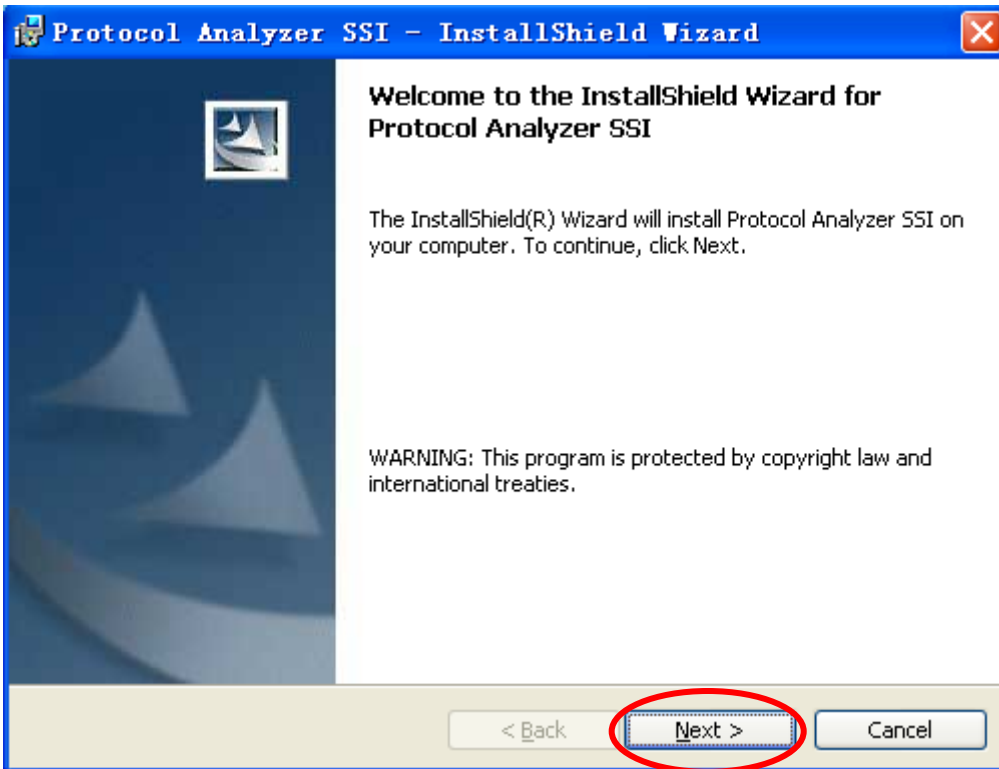 Protocol Analyzer SSI - InstallShield Wizard
Welcome to the InstallShield Wizard for
Protocol Analyzer SSI
The InstallShield(R) Wizard will install Protocol Analyzer SSI on
your computer. To continue, click Next.
WARNING: This program is protected by copyright law and
international treaties.
< Back
Next >
Cancel